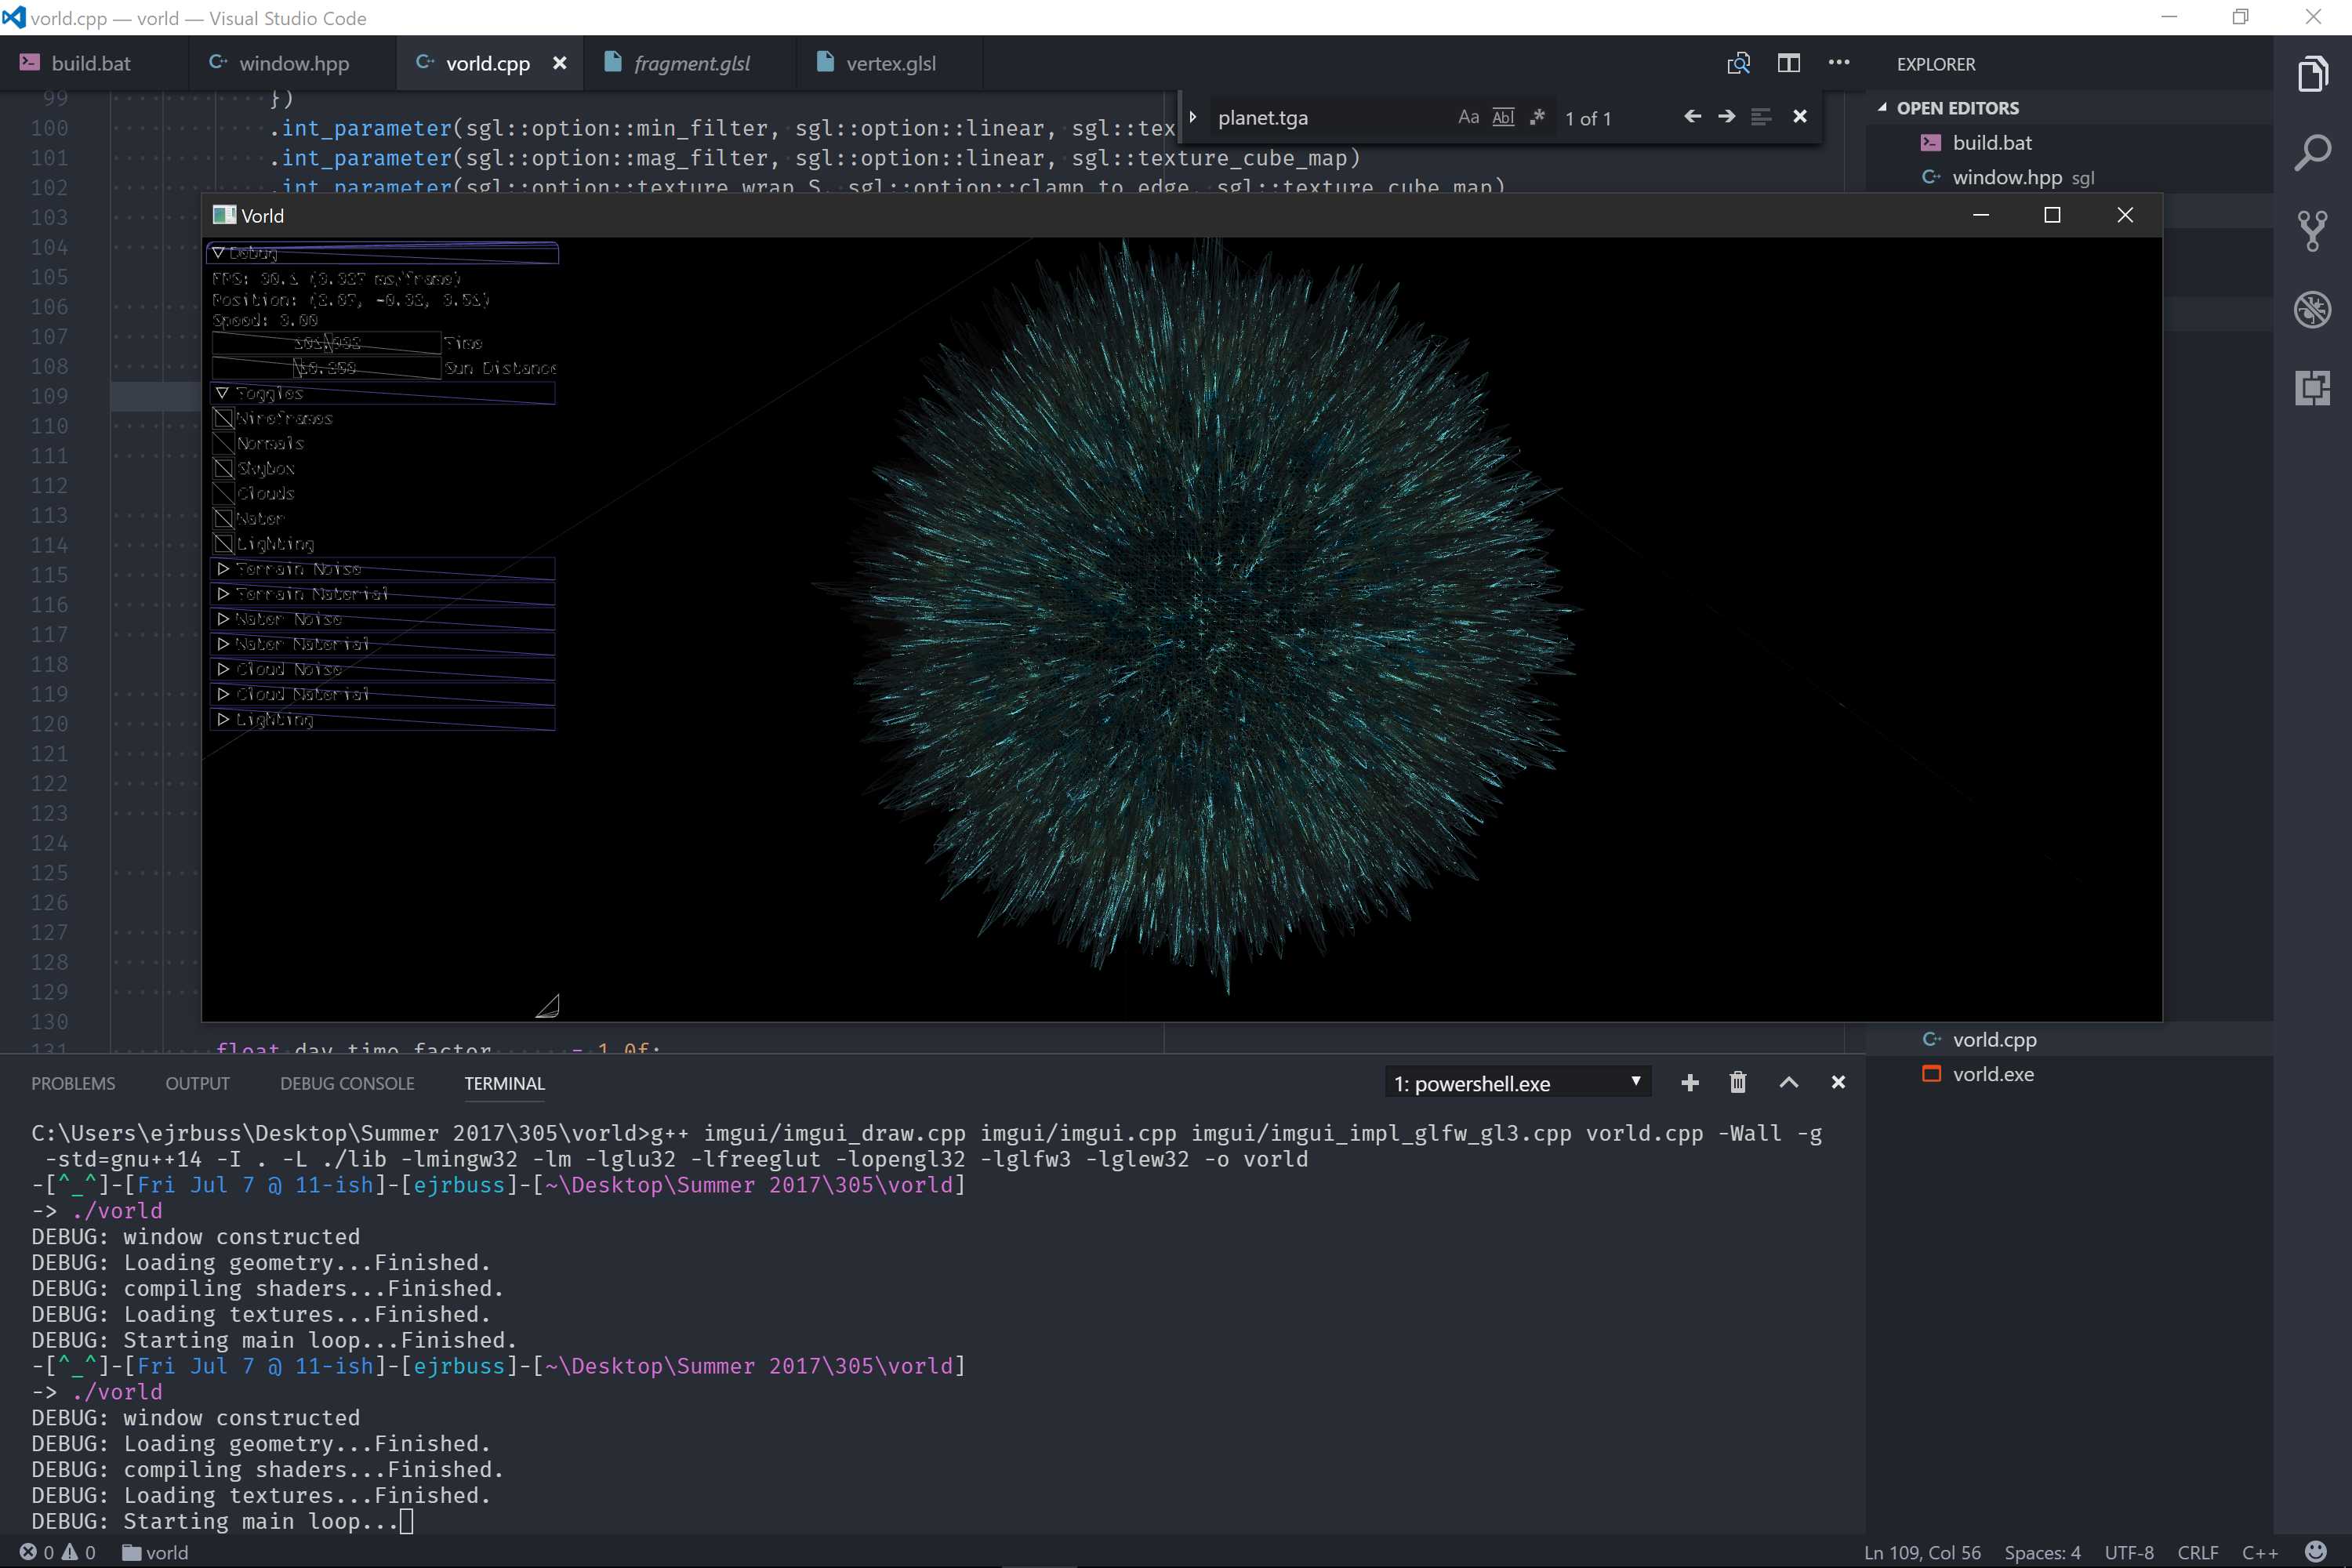 vorld.cpp — vorld — Visual Studio Code
build.bat
window.hpp
vorld.cpp
fragment.glsl
vertex.glsl
EXPLORER
planet.tga
Aa Abl .* 1 of 1
OPEN EDITORS
build.bat
window.hpp sgl
99 })
100 .int_parameter(sgl::option::min_filter, sgl::option::linear, sgl::tex
101 .int_parameter(sgl::option::mag_filter, sgl::option::linear, sgl::texture_cube_map)
102 .int_parameter(sgl::option::texture_wrap_S, sgl::option::clamp_to_edge, sgl::texture_cube_map)
103
104
105
106
107
108
109
110
111
112
113
114
115
116
117
118
119
120
121
122
123
124
125
126
127
128
129
130
131 float day_time_factor = 1.0f;
Vorld
Debug
Position:
Speed: 3.00
Time
Sun Distance
Toggles
Wireframes
Normals
Skybox
Clouds
Water
Lighting
Terrain Noise
Terrain Material
Water Noise
Water Material
Cloud Noise
Cloud Material
Lighting
vorld.cpp
vorld.exe
PROBLEMS OUTPUT DEBUG CONSOLE TERMINAL
1: powershell.exe
C:\Users\ejrbuss\Desktop\Summer 2017\305\vorld>g++ imgui/imgui_draw.cpp imgui/imgui.cpp imgui/imgui_impl_glfw_gl3.cpp vorld.cpp -Wall -g
-std=gnu++14 -I . -L ./lib -lmingw32 -lm -lglu32 -lfreeglut -lopengl32 -lglfw3 -lglew32 -o vorld
-[^_^]-[Fri Jul 7 @ 11-ish]-[ejrbuss]-[~\Desktop\Summer 2017\305\vorld]
-> ./vorld
DEBUG: window constructed
DEBUG: Loading geometry...Finished.
DEBUG: compiling shaders...Finished.
DEBUG: Loading textures...Finished.
DEBUG: Starting main loop...Finished.
-[^_^]-[Fri Jul 7 @ 11-ish]-[ejrbuss]-[~\Desktop\Summer 2017\305\vorld]
-> ./vorld
DEBUG: window constructed
DEBUG: Loading geometry...Finished.
DEBUG: compiling shaders...Finished.
DEBUG: Loading textures...Finished.
DEBUG: Starting main loop...
0 0 vorld
Ln 109, Col 56 Spaces: 4 UTF-8 CRLF C++